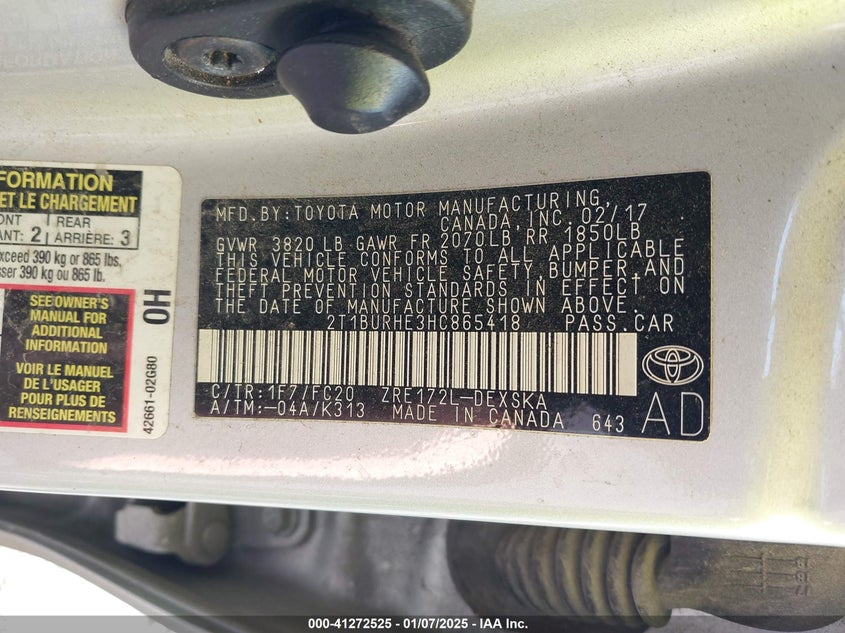 FORMATION
ET LE CHARGEMENT
REAR
ANT: 2 ARRIÈRE: 3
exceed 390 kg or 865 lbs.
sser 390 kg ou 865 lb.
SEE OWNER'S
MANUAL FOR
ADDITIONAL
INFORMATION
VOIR LE MANUEL
DE L'USAGER
POUR PLUS DE
RENSEIGNEMENTS
0H
42661-02G80
MFD.BY:TOYOTA MOTOR MANUFACTURING,
CANADA, INC. 02/17
GVWR 3820 LB GAWR FR 2070LB, RR 1850LB
THIS VEHICLE CONFORMS TO ALL APPLICABLE
FEDERAL MOTOR VEHICLE SAFETY, BUMPER, AND
THEFT PREVENTION STANDARDS IN EFFECT ON
THE DATE OF MANUFACTURE SHOWN ABOVE.
2T1BURHE3HC865418 PASS.CAR
C/TR:1F7/FC20 ZRE172L-DEXSKA
A/TM:-04A/K313 MADE IN CANADA 643
AD
000-41272525 | 01/07/2025 - IAA Inc.